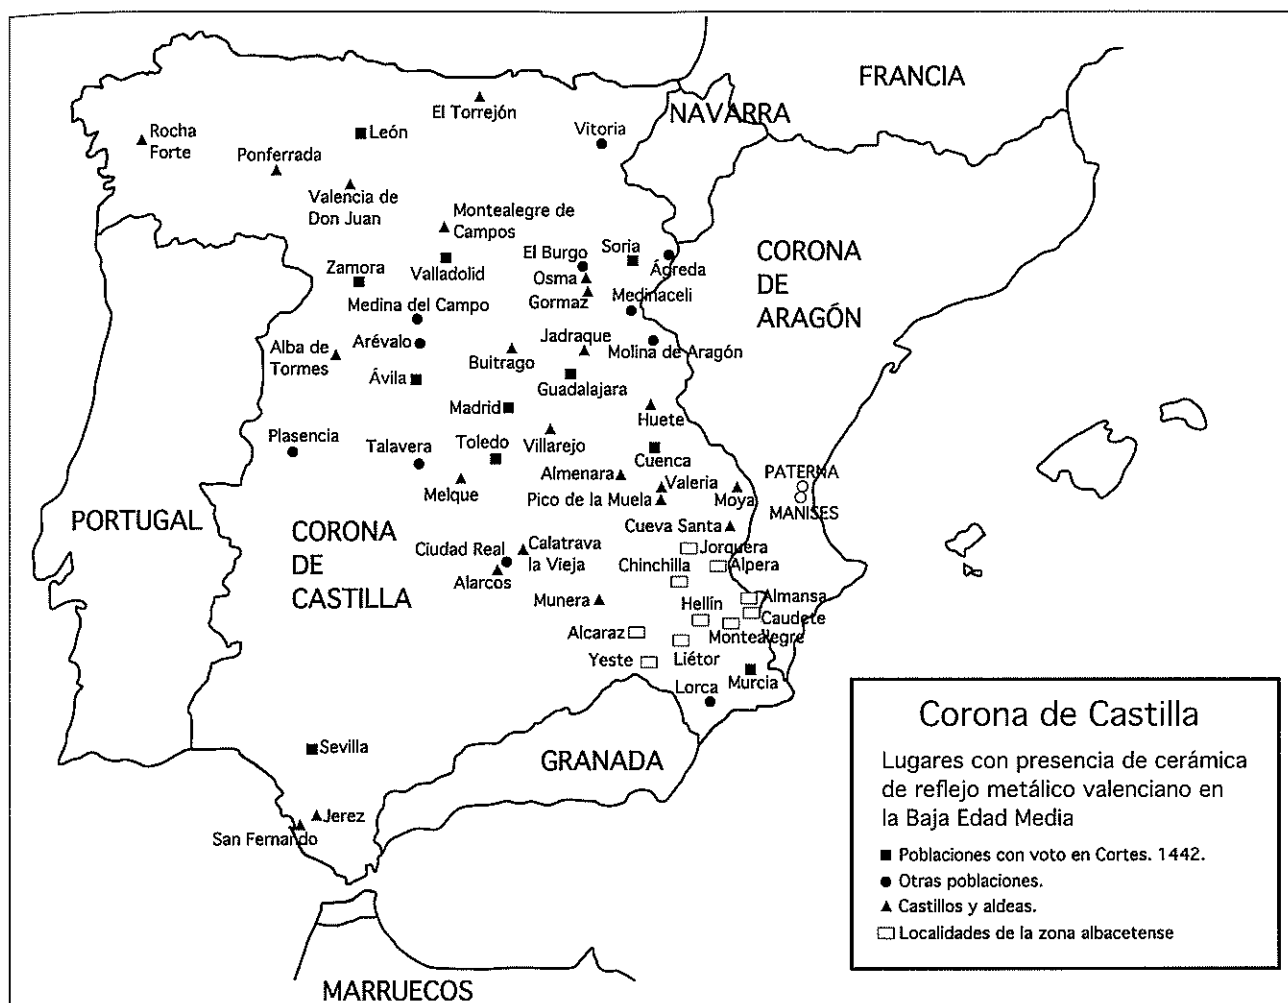 FRANCIA
NAVARRA
El Torrejón
Vitoria
León
Rocha
Forte
Ponferrada
Valencia de
Don Juan
Montealegre de
Campos
Soria
El Burgo
Ágreda
CORONA
DE
ARAGÓN
Valladolid
Zamora
Osma
Gormaz
Medinaceli
Medina del Campo
Jadraque
Arévalo
Molina de Aragón
Alba de
Tormes
Buitrago
Ávila
Guadalajara
Madrid
Huete
Plasencia
Talavera
Toledo
Villarejo
Cuenca
Almenara
Valeria
PATERNA
Melque
Pico de la Muela
Moya
MANISES
PORTUGAL
CORONA
DE
CASTILLA
Cueva Santa
Ciudad Real
Calatrava
la Vieja
Jorquera
Chinchilla
Alpera
Alarcos
Munera
Almansa
Hellín
Caudete
Alcaraz
Montealegre
Yeste
Liétor
Lorca
Murcia
Sevilla
GRANADA
Jerez
San Fernando
MARRUECOS
Corona de Castilla
Lugares con presencia de cerámica
de reflejo metálico valenciano en
la Baja Edad Media
Poblaciones con voto en Cortes. 1442.
Otras poblaciones.
Castillos y aldeas.
Localidades de la zona albacetense